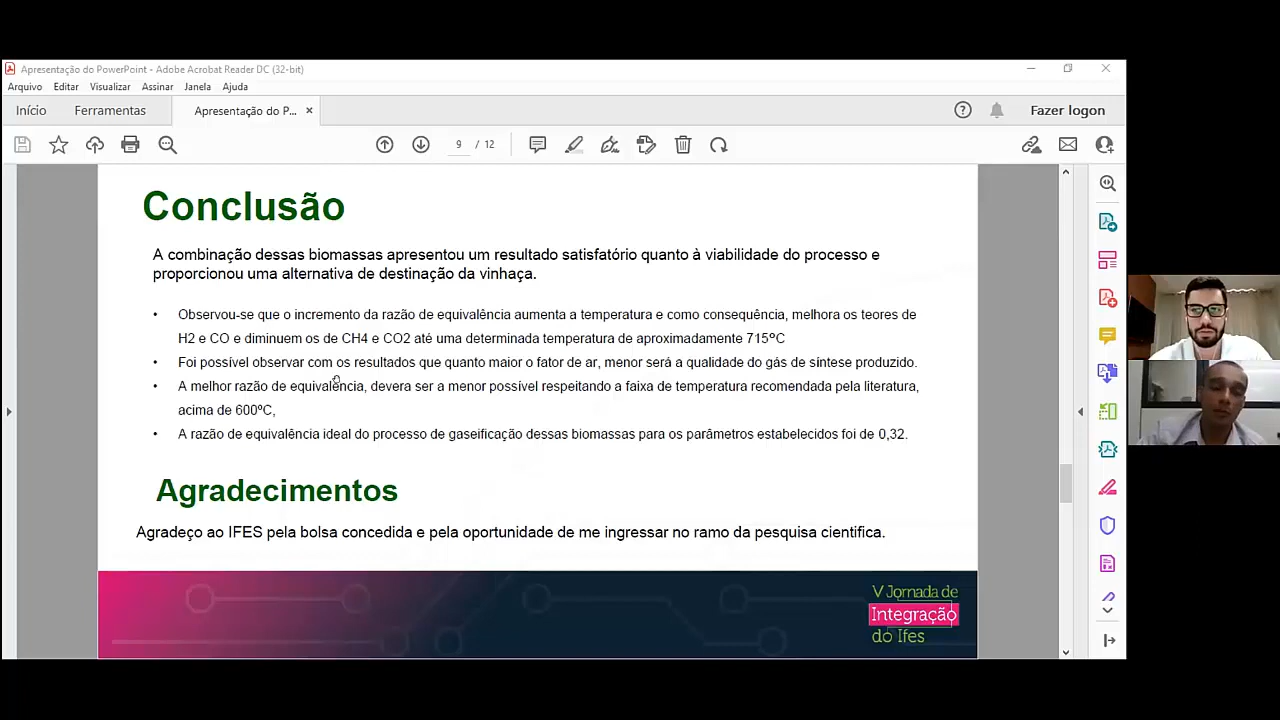 Apresentação do PowerPoint - Adobe Acrobat Reader DC (32-bit)
Arquivo Editar Visualizar Assinar Janela Ajuda
Início Ferramentas Apresentação do P... × Fazer logon
9 / 12
Conclusão
A combinação dessas biomassas apresentou um resultado satisfatório quanto à viabilidade do processo e
proporcionou uma alternativa de destinação da vinhaça.
• Observou-se que o incremento da razão de equivalência aumenta a temperatura e como consequência, melhora os teores de
H2 e CO e diminuem os de CH4 e CO2 até uma determinada temperatura de aproximadamente 715ºC
• Foi possível observar com os resultados que quanto maior o fator de ar, menor será a qualidade do gás de síntese produzido.
• A melhor razão de equivalência, devera ser a menor possível respeitando a faixa de temperatura recomendada pela literatura,
acima de 600ºC,
• A razão de equivalência ideal do processo de gaseificação dessas biomassas para os parâmetros estabelecidos foi de 0,32.
Agradecimentos
Agradeço ao IFES pela bolsa concedida e pela oportunidade de me ingressar no ramo da pesquisa cientifica.
V Jornada de
Integração
do Ifes